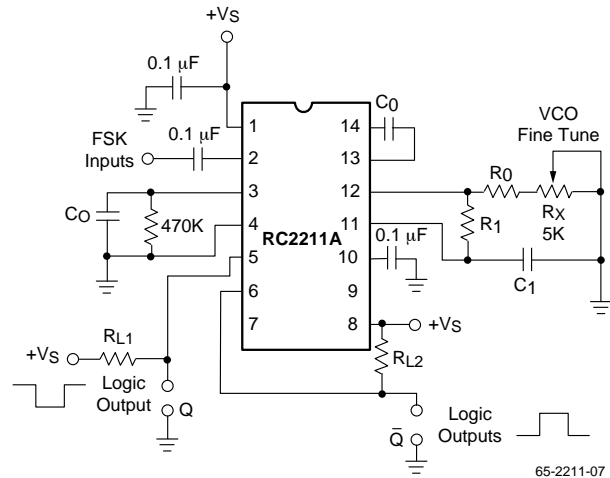 +VS
0.1 μF
C0
VCO
Fine Tune
FSK
Inputs
0.1 μF
1
14
2
13
3
12
R0
RX
5K
CO
470K
4
11
R1
RC2211A
0.1 μF
5
10
C1
6
9
7
8
+VS
+VS
RL1
RL2
Logic
Output
Q
Logic
Outputs
Q̄
65-2211-07